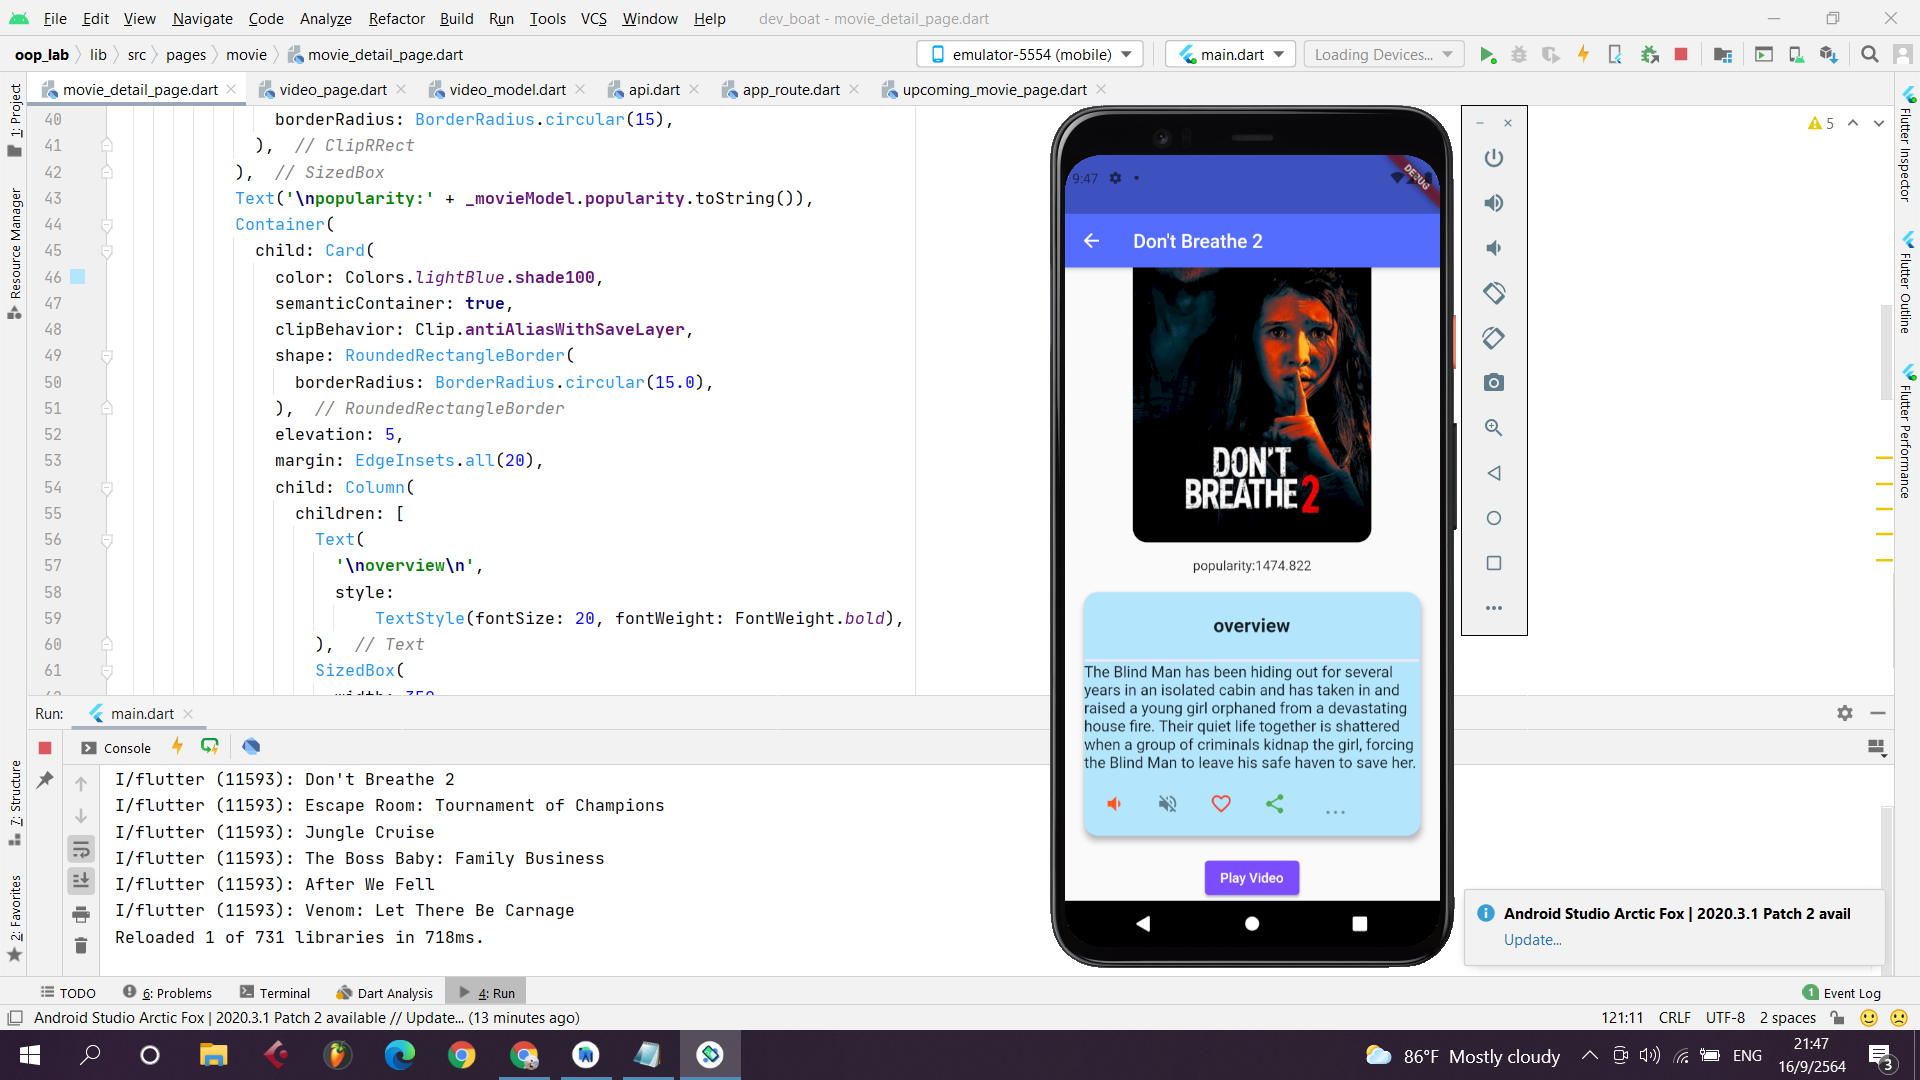 File Edit View Navigate Code Analyze Refactor Build Run Tools VCS Window Help dev_boat - movie_detail_page.dart
oop_lab lib src pages movie movie_detail_page.dart emulator-5554 (mobile) main.dart Loading Devices...
movie_detail_page.dart video_page.dart video_model.dart api.dart app_route.dart upcoming_movie_page.dart
1: Project
Resource Manager
7: Structure
2: Favorites
40 borderRadius: BorderRadius.circular(15),
41 ), // ClipRRect
42 ), // SizedBox
43 Text('\npopularity:' + _movieModel.popularity.toString()),
44 Container(
45 child: Card(
46 color: Colors.lightBlue.shade100,
47 semanticContainer: true,
48 clipBehavior: Clip.antiAliasWithSaveLayer,
49 shape: RoundedRectangleBorder(
50 borderRadius: BorderRadius.circular(15.0),
51 ), // RoundedRectangleBorder
52 elevation: 5,
53 margin: EdgeInsets.all(20),
54 child: Column(
55 children: [
56 Text(
57 '\noverview\n',
58 style:
59 TextStyle(fontSize: 20, fontWeight: FontWeight.bold),
60 ), // Text
61 SizedBox(
5
9:47
DEBUG
Don't Breathe 2
DON'T
BREATHE 2
popularity:1474.822
overview
The Blind Man has been hiding out for several
years in an isolated cabin and has taken in and
raised a young girl orphaned from a devastating
house fire. Their quiet life together is shattered
when a group of criminals kidnap the girl, forcing
the Blind Man to leave his safe haven to save her.
Play Video
Flutter Inspector
Flutter Outline
Flutter Performance
Run: main.dart
Console
I/flutter (11593): Don't Breathe 2
I/flutter (11593): Escape Room: Tournament of Champions
I/flutter (11593): Jungle Cruise
I/flutter (11593): The Boss Baby: Family Business
I/flutter (11593): After We Fell
I/flutter (11593): Venom: Let There Be Carnage
Reloaded 1 of 731 libraries in 718ms.
Android Studio Arctic Fox | 2020.3.1 Patch 2 avail
Update...
TODO 6: Problems Terminal Dart Analysis 4: Run 1 Event Log
Android Studio Arctic Fox | 2020.3.1 Patch 2 available // Update... (13 minutes ago) 121:11 CRLF UTF-8 2 spaces
86°F Mostly cloudy ENG 21:47
16/9/2564 3